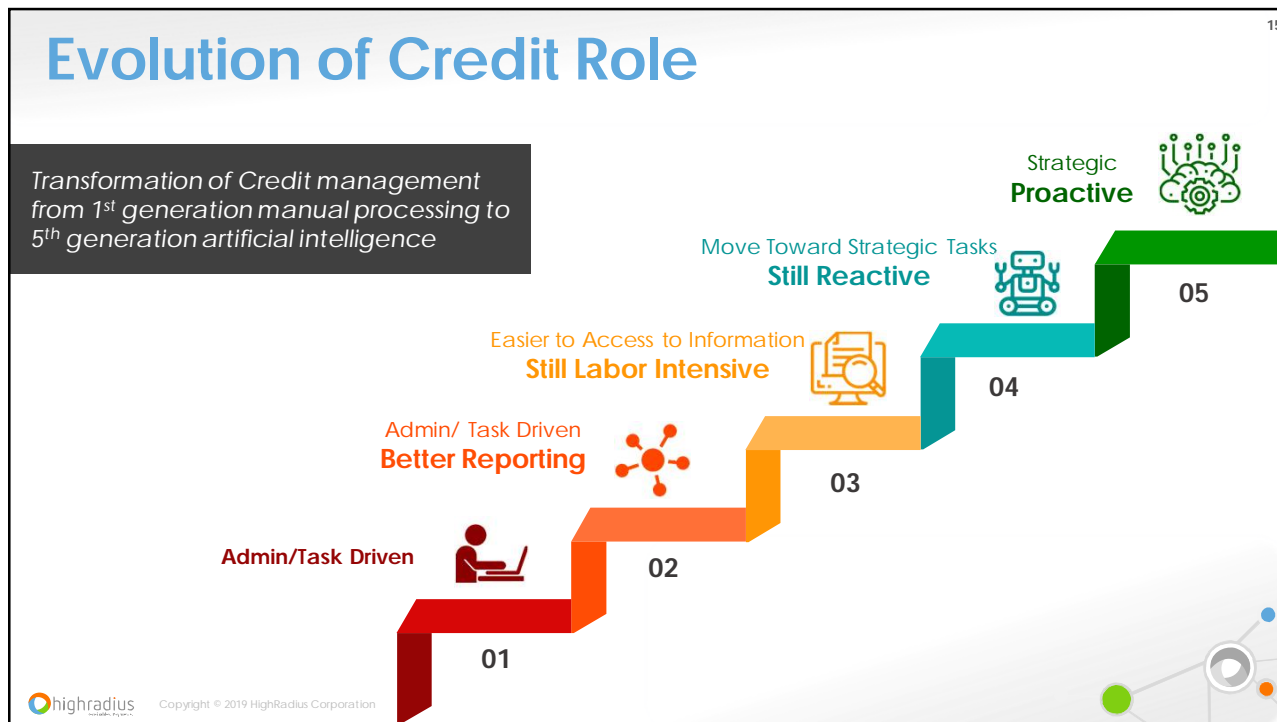 15
Evolution of Credit Role
Transformation of Credit management
from 1st generation manual processing to
5th generation artificial intelligence
Strategic
Proactive
05
Move Toward Strategic Tasks
Still Reactive
04
Easier to Access to Information
Still Labor Intensive
03
Admin/ Task Driven
Better Reporting
02
Admin/Task Driven
01
highradius
Copyright © 2019 HighRadius Corporation